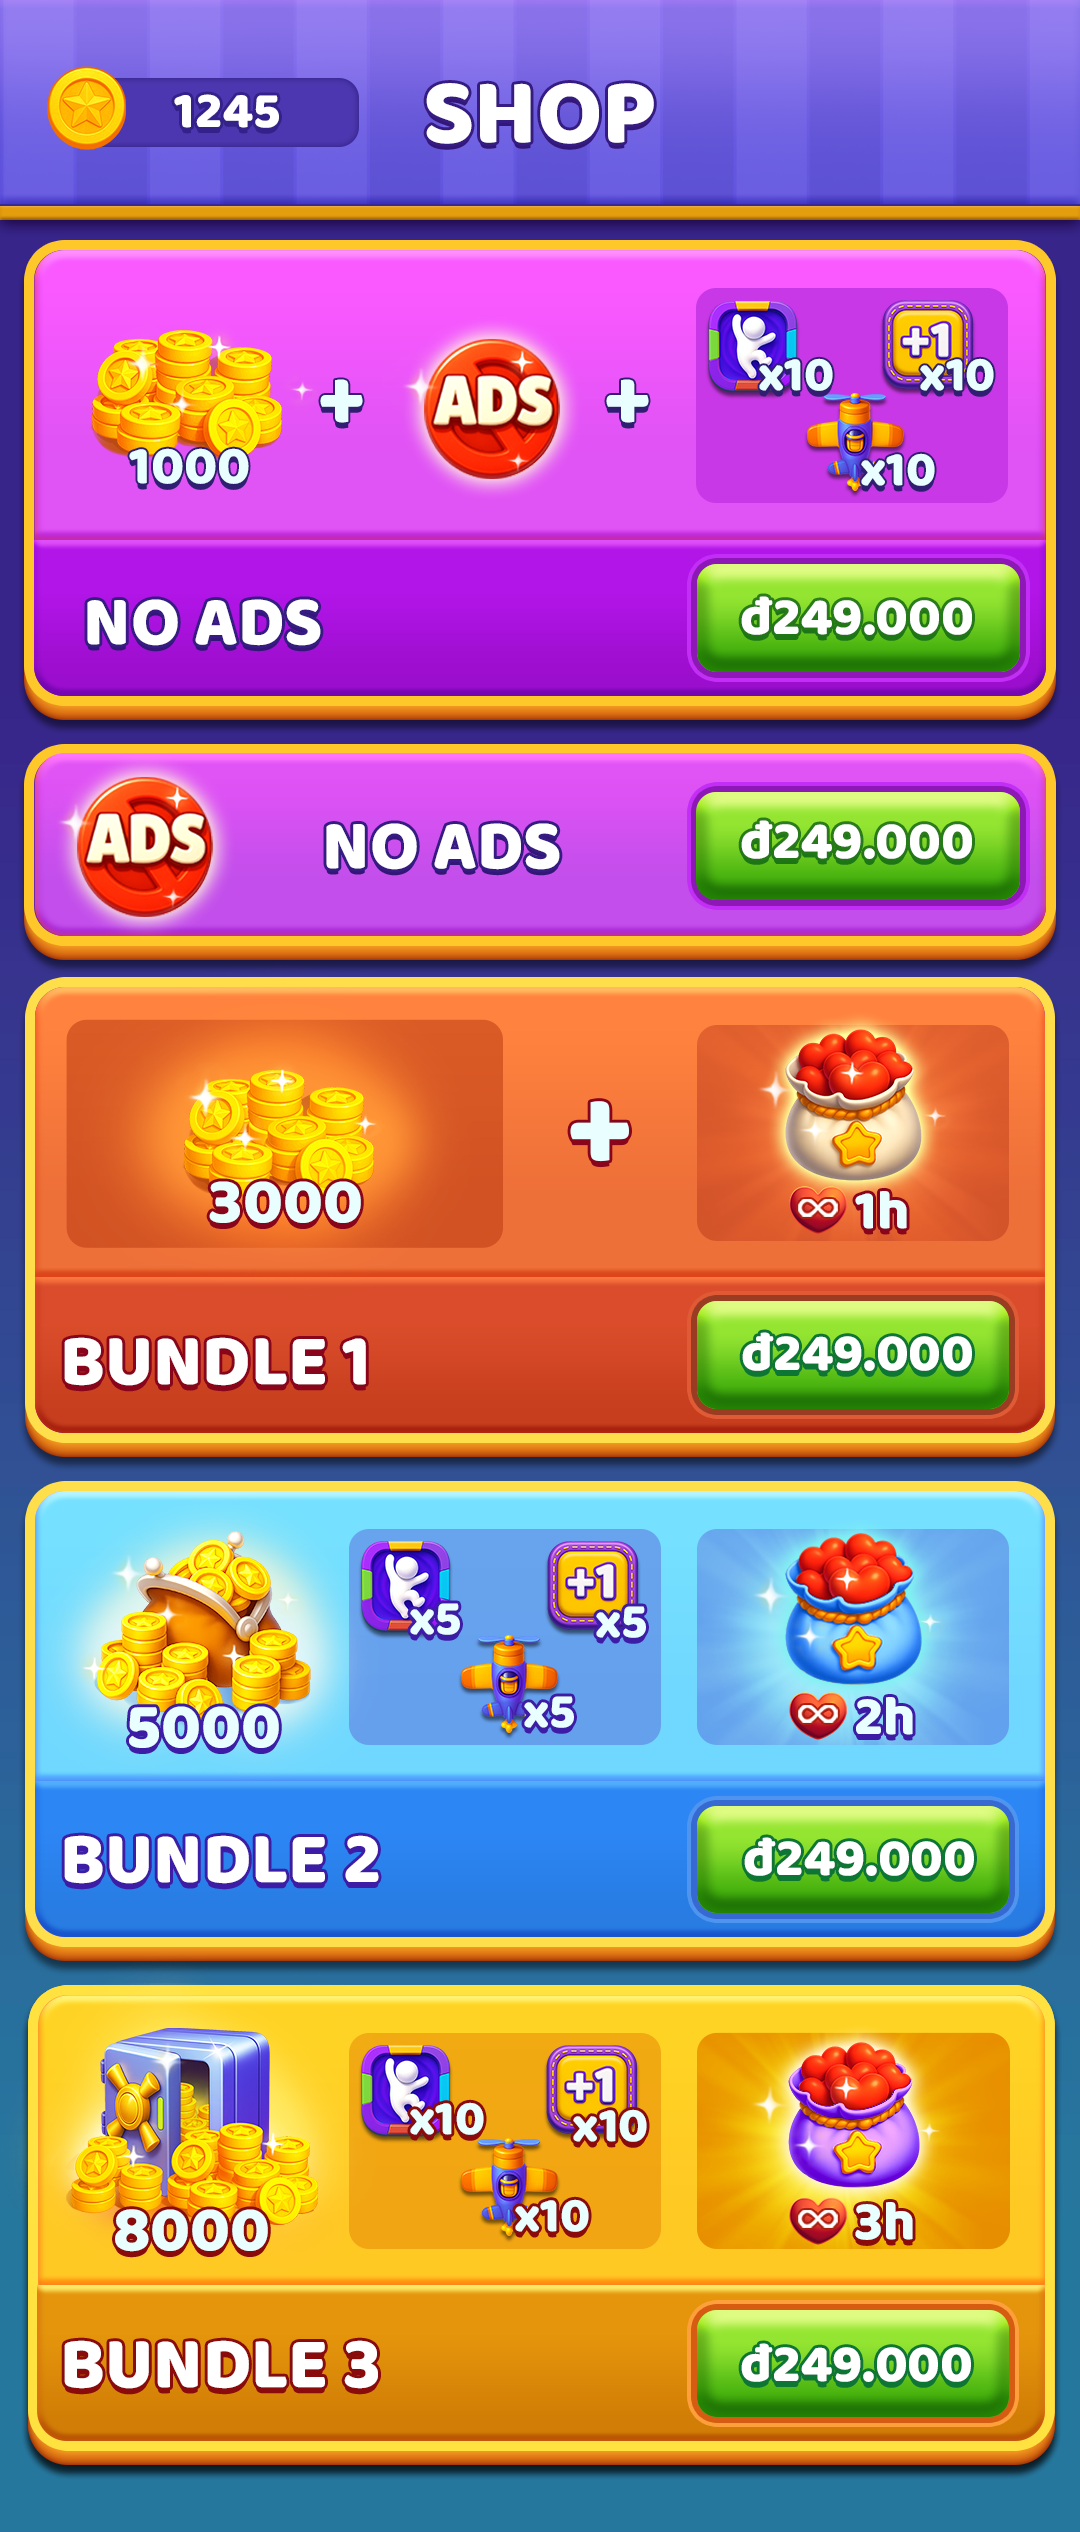 1245
SHOP
1000
+
ADS
+
x10
+1
x10
x10
NO ADS
đ249.000
ADS
NO ADS
đ249.000
3000
+
∞ 1h
BUNDLE 1
đ249.000
5000
x5
+1
x5
x5
∞ 2h
BUNDLE 2
đ249.000
8000
x10
+1
x10
x10
∞ 3h
BUNDLE 3
đ249.000